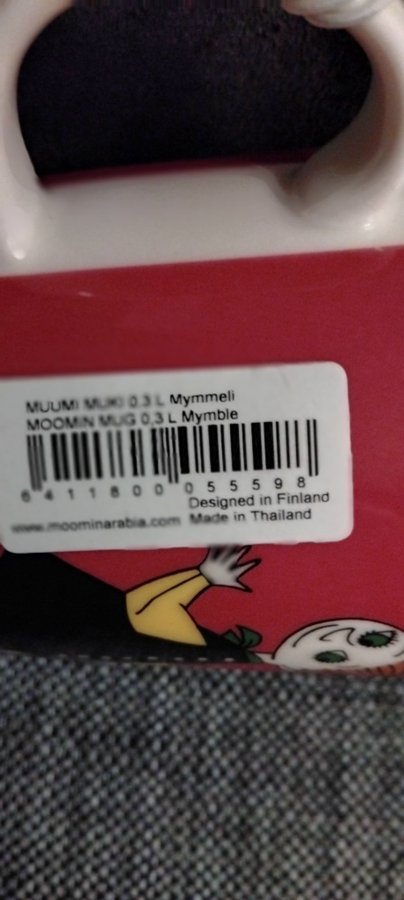 MUUMI MUKI 0.3 L Mymmeli
MOOMIN MUG 0.3 L Mymble
6 411800 055598
Designed in Finland
www.moominarabia.com Made in Thailand